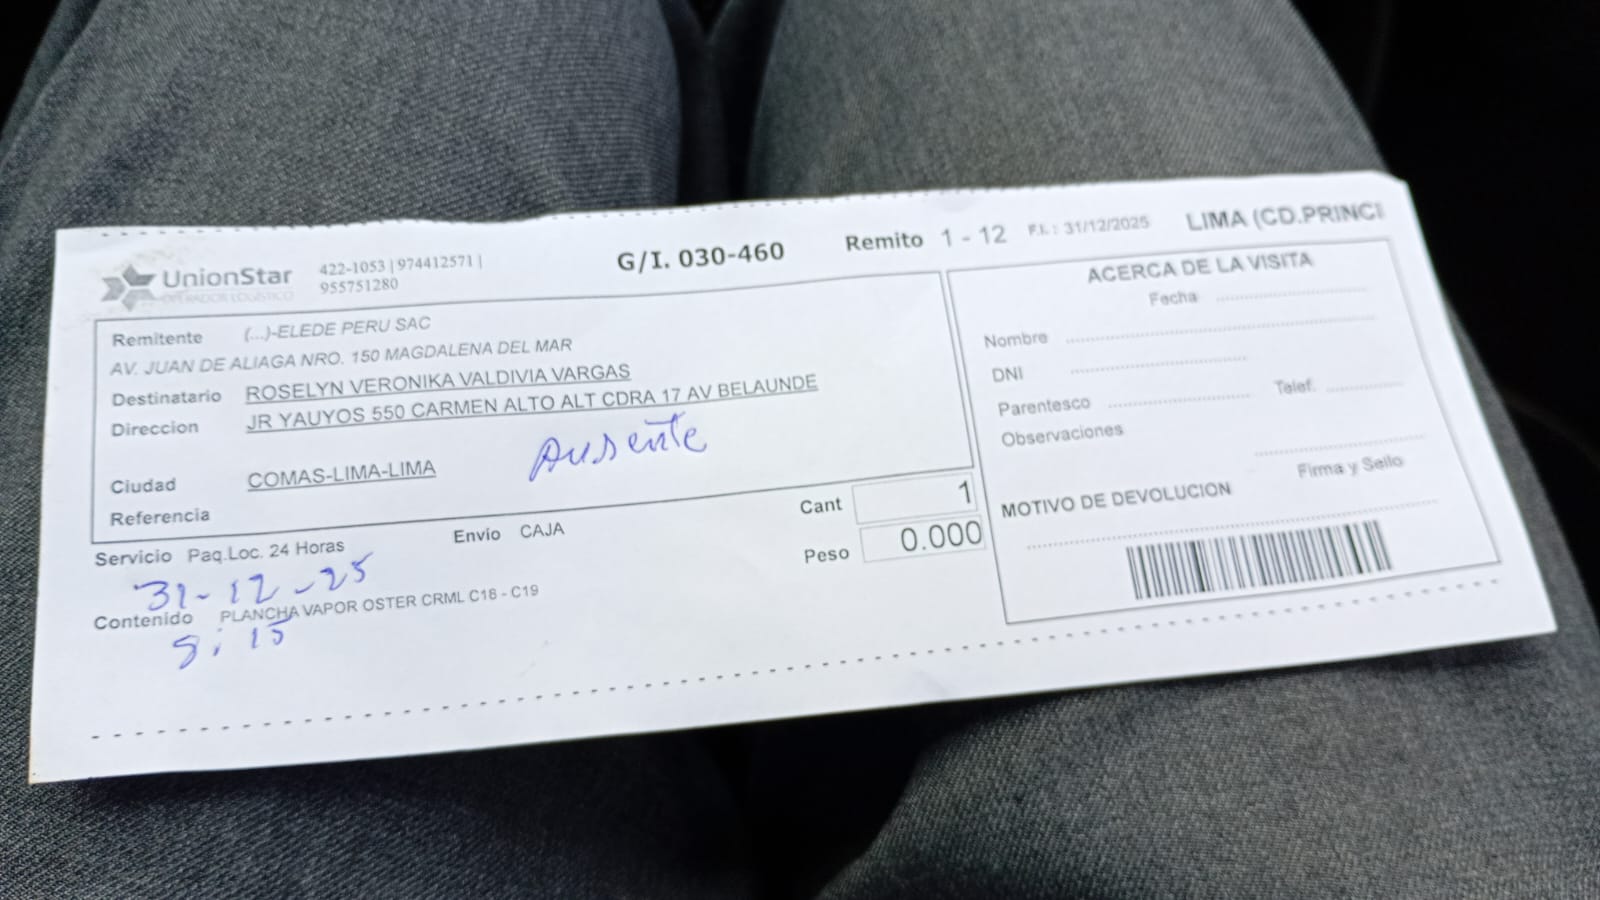 UnionStar
OPERADOR LOGISTICO
422-1053 | 974412571 |
955751280
G/I. 030-460
Remito 1 - 12
F.I.: 31/12/2025
LIMA (CD.PRINCI
Remitente (...)-ELEDE PERU SAC
AV. JUAN DE ALIAGA NRO. 150 MAGDALENA DEL MAR
Destinatario ROSELYN VERONIKA VALDIVIA VARGAS
Direccion JR YAUYOS 550 CARMEN ALTO ALT CDRA 17 AV BELAUNDE
Ausente
Ciudad COMAS-LIMA-LIMA
Referencia
Servicio Paq.Loc. 24 Horas
Envío CAJA
Cant 1
Peso 0.000
31-12-25
Contenido PLANCHA VAPOR OSTER CRML C18 - C19
8:15
ACERCA DE LA VISITA
Fecha
Nombre
DNI
Parentesco
Telef.
Observaciones
Firma y Sello
MOTIVO DE DEVOLUCION